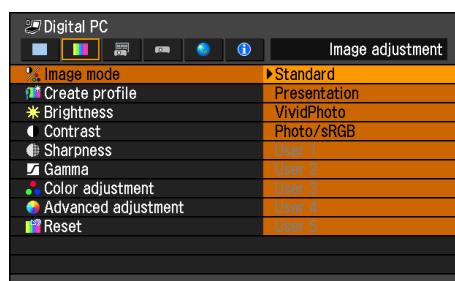 Digital PC
Image adjustment
Image mode
Standard
Create profile
Presentation
Brightness
VividPhoto
Contrast
Photo/sRGB
Sharpness
User 1
Gamma
User 2
Color adjustment
User 3
Advanced adjustment
User 4
Reset
User 5